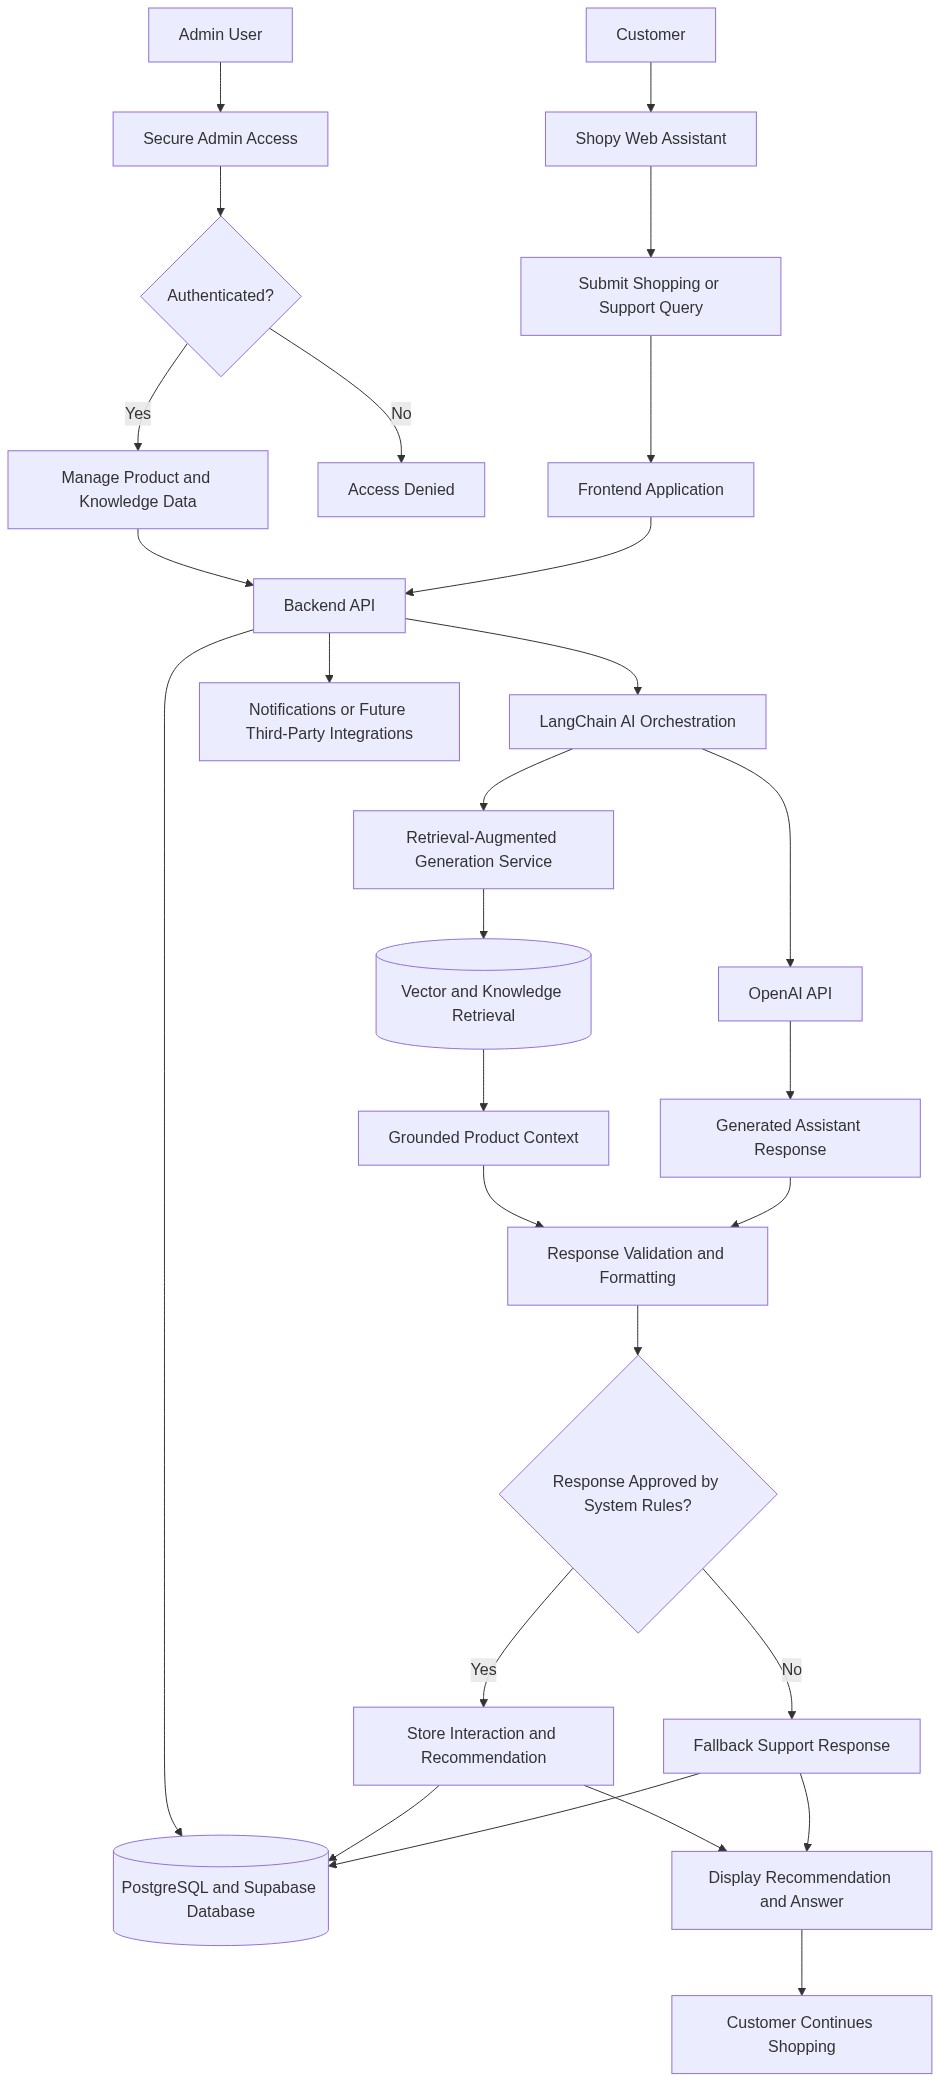 Admin User
Customer
Secure Admin Access
Shopy Web Assistant
Authenticated?
Submit Shopping or
Support Query
Yes
No
Manage Product and
Knowledge Data
Access Denied
Frontend Application
Backend API
Notifications or Future
Third-Party Integrations
LangChain AI Orchestration
Retrieval-Augmented
Generation Service
Vector and Knowledge
Retrieval
OpenAI API
Grounded Product Context
Generated Assistant
Response
Response Validation and
Formatting
Response Approved by
System Rules?
Yes
No
Store Interaction and
Recommendation
Fallback Support Response
PostgreSQL and Supabase
Database
Display Recommendation
and Answer
Customer Continues
Shopping